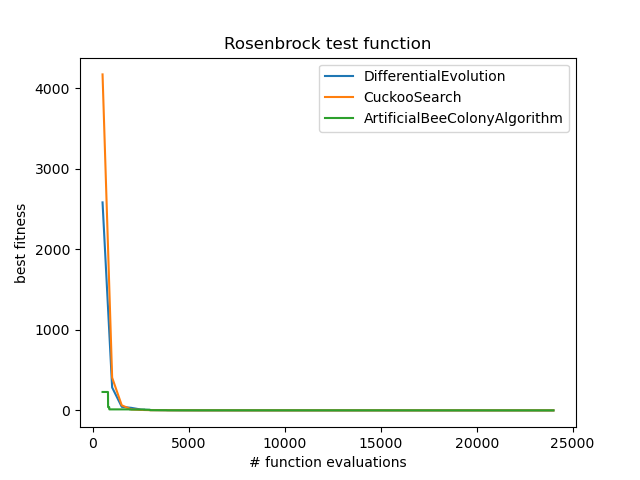 Rosenbrock test function
DifferentialEvolution
CuckooSearch
ArtificialBeeColonyAlgorithm
best fitness
4000
3000
2000
1000
0
0
5000
10000
15000
20000
25000
# function evaluations